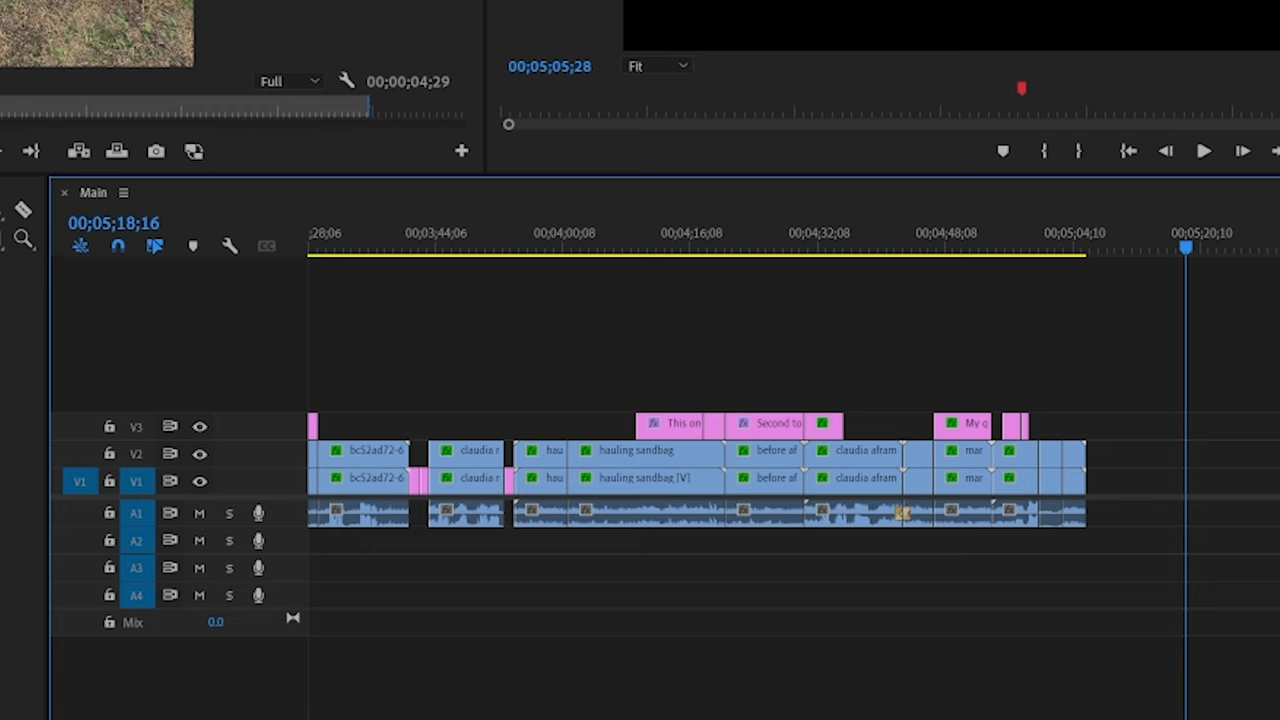 Full 00;00;04;29
00;05;05;28 Fit
Main
00;05;18;16
;28;06 00;03;44;06 00;04;00;08 00;04;16;08 00;04;32;08 00;04;48;08 00;05;04;10 00;05;20;10
V3 This on Second to My q
V2 bc52ad72-6 claudia r hau hauling sandbag before af claudia afram mar
V1 V1 bc52ad72-6 claudia r hau hauling sandbag [V] before af claudia afram mar
A1 M S
A2 M S
A3 M S
A4 M S
Mix 0.0